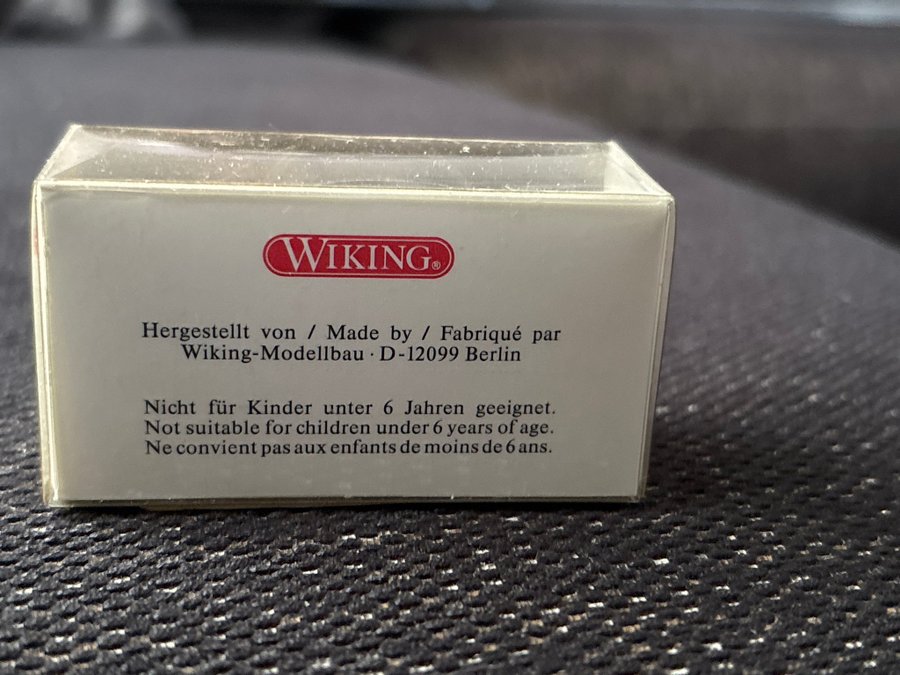 WIKING®
Hergestellt von / Made by / Fabriqué par
Wiking-Modellbau · D-12099 Berlin
Nicht für Kinder unter 6 Jahren geeignet.
Not suitable for children under 6 years of age.
Ne convient pas aux enfants de moins de 6 ans.